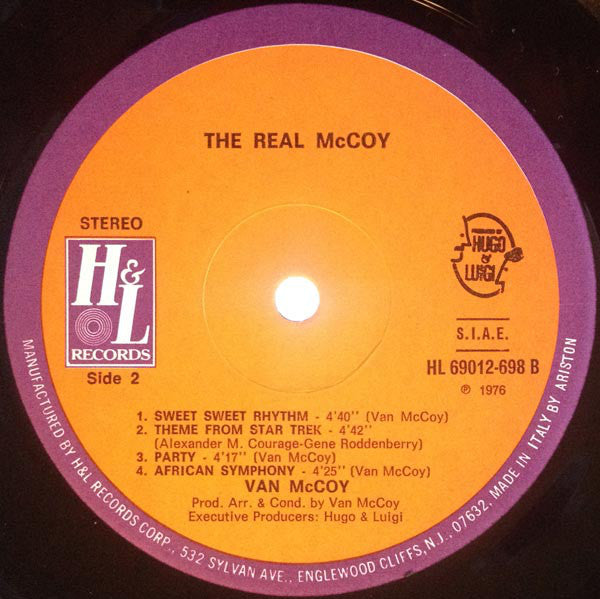 THE REAL McCOY
STEREO
H&L
RECORDS
Side 2
PRODUCED BY
HUGO
&
LUIGI
S.I.A.E.
HL 69012-698 B
℗ 1976
1. SWEET SWEET RHYTHM - 4'40'' (Van McCoy)
2. THEME FROM STAR TREK - 4'42''
(Alexander M. Courage-Gene Roddenberry)
3. PARTY - 4'17'' (Van McCoy)
4. AFRICAN SYMPHONY - 4'25'' (Van McCoy)
VAN McCOY
Prod. Arr. & Cond. by Van McCoy
Executive Producers: Hugo & Luigi
MANUFACTURED BY H&L RECORDS CORP., 532 SYLVAN AVE., ENGLEWOOD CLIFFS, N.J., 07632. MADE IN ITALY BY ARISTON